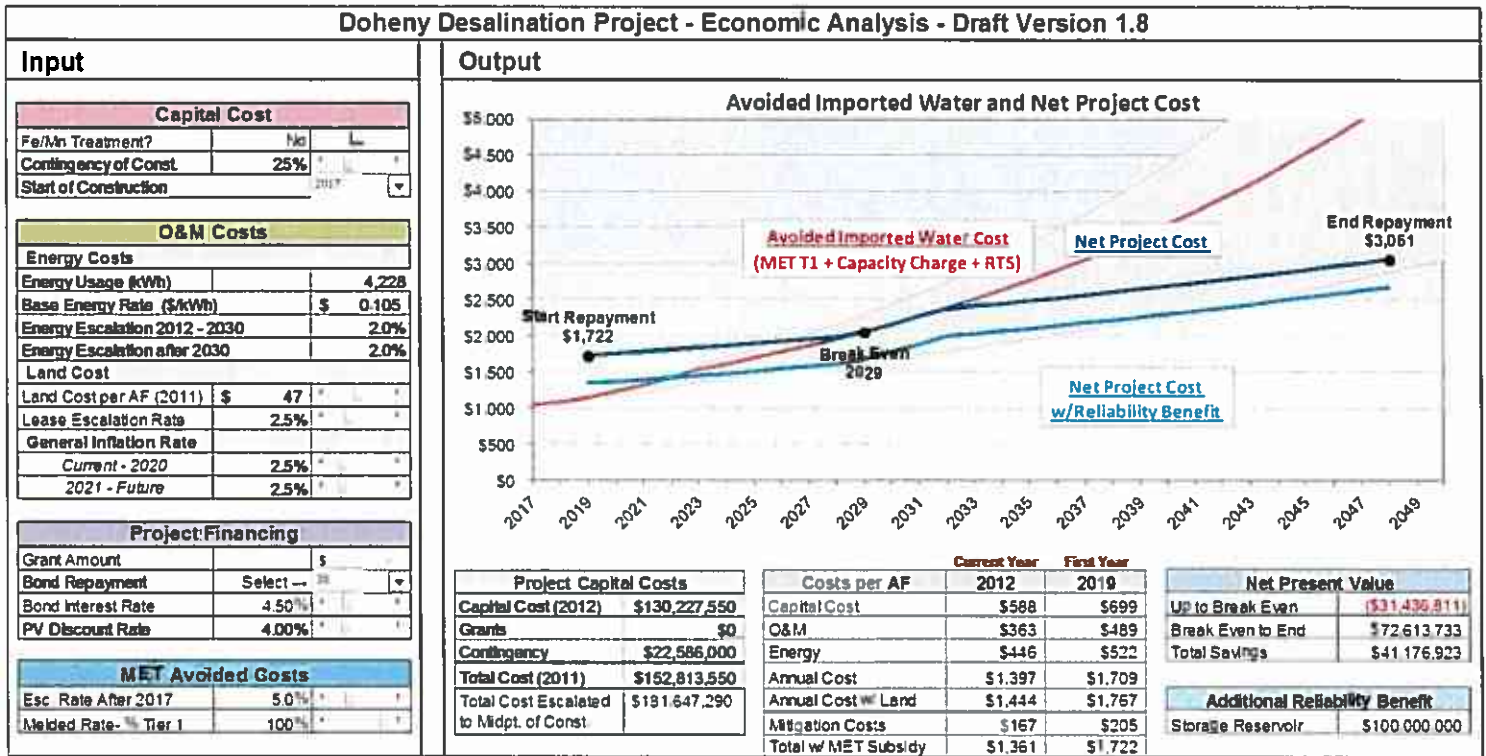 Doheny Desalination Project - Economic Analysis - Draft Version 1.8
Input
Capital Cost
Fe/Mn Treatment? No
Contingency of Const. 25%
Start of Construction 2017
O&M Costs
Energy Costs
Energy Usage (kWh) 4,228
Base Energy Rate ($/kWh) $ 0.105
Energy Escalation 2012 - 2030 2.0%
Energy Escalation after 2030 2.0%
Land Cost
Land Cost per AF (2011) $ 47
Lease Escalation Rate 2.5%
General Inflation Rate
Current - 2020 2.5%
2021 - Future 2.5%
Project Financing
Grant Amount $
Bond Repayment Select
Bond Interest Rate 4.50%
PV Discount Rate 4.00%
MET Avoided Costs
Esc. Rate After 2017 5.0%
Melded Rate- % Tier 1 100%
Output
Avoided Imported Water and Net Project Cost
$5,000
$4,500
$4,000
$3,500
$3,000
$2,500
$2,000
$1,500
$1,000
$500
$0
Avoided Imported Water Cost
(MET T1 + Capacity Charge + RTS)
Net Project Cost
End Repayment
$3,061
Start Repayment
$1,722
Break Even
2029
Net Project Cost
w/Reliability Benefit
2017 2019 2021 2023 2025 2027 2029 2031 2033 2035 2037 2039 2041 2043 2045 2047 2049
Project Capital Costs
Capital Cost (2012) $130,227,550
Grants $0
Contingency $22,586,000
Total Cost (2011) $152,813,550
Total Cost Escalated $181,647,290
to Midpt. of Const.
Current Year First Year
Costs per AF 2012 2019
Capital Cost $588 $699
O&M $363 $489
Energy $446 $522
Annual Cost $1,397 $1,709
Annual Cost w/ Land $1,444 $1,767
Mitigation Costs $167 $205
Total w/ MET Subsidy $1,361 $1,722
Net Present Value
Up to Break Even ($31,436,811)
Break Even to End $72,613,733
Total Savings $41,176,923
Additional Reliability Benefit
Storage Reservoir $100,000,000